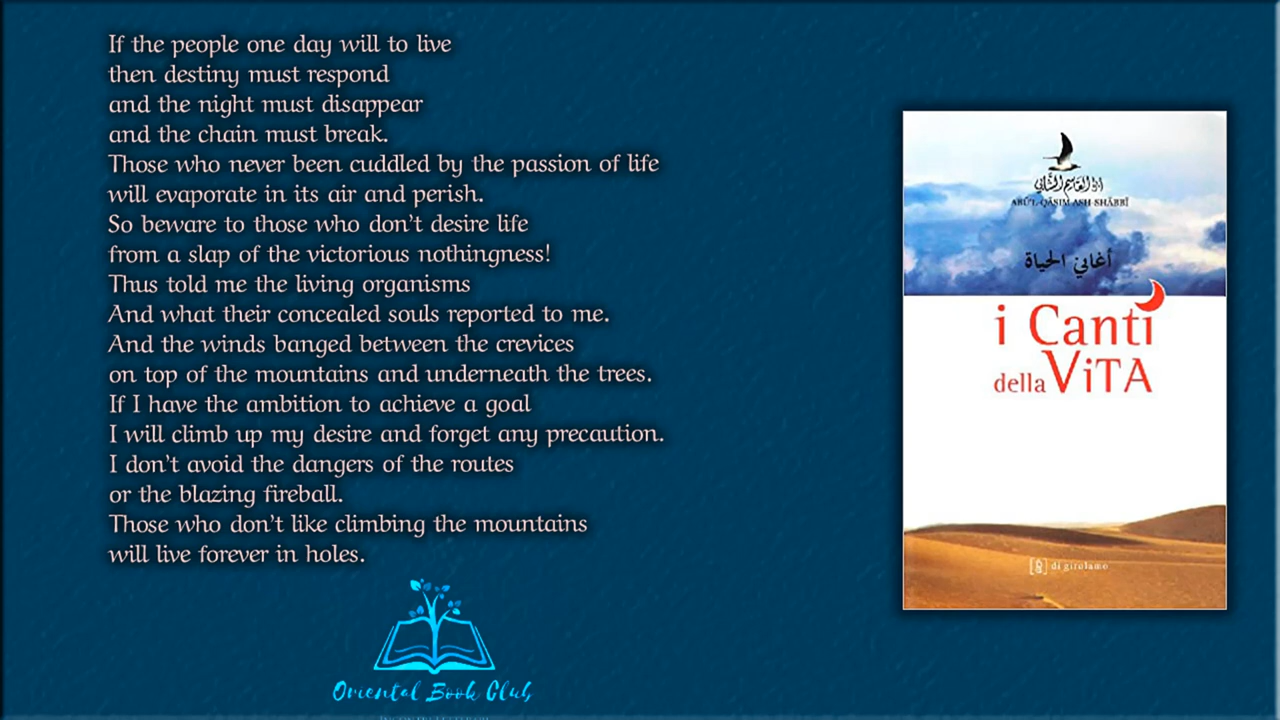 If the people one day will to live
then destiny must respond
and the night must disappear
and the chain must break.
Those who never been cuddled by the passion of life
will evaporate in its air and perish.
So beware to those who don't desire life
from a slap of the victorious nothingness!
Thus told me the living organisms
And what their concealed souls reported to me.
And the winds banged between the crevices
on top of the mountains and underneath the trees.
If I have the ambition to achieve a goal
I will climb up my desire and forget any precaution.
I don't avoid the dangers of the routes
or the blazing fireball.
Those who don't like climbing the mountains
will live forever in holes.
Oriental Book Club
أبو القاسم الشابي
ABŪ'L-QĀSIM ASH-SHĀBBĪ
أغاني الحياة
i Canti
della ViTA
di girolamo